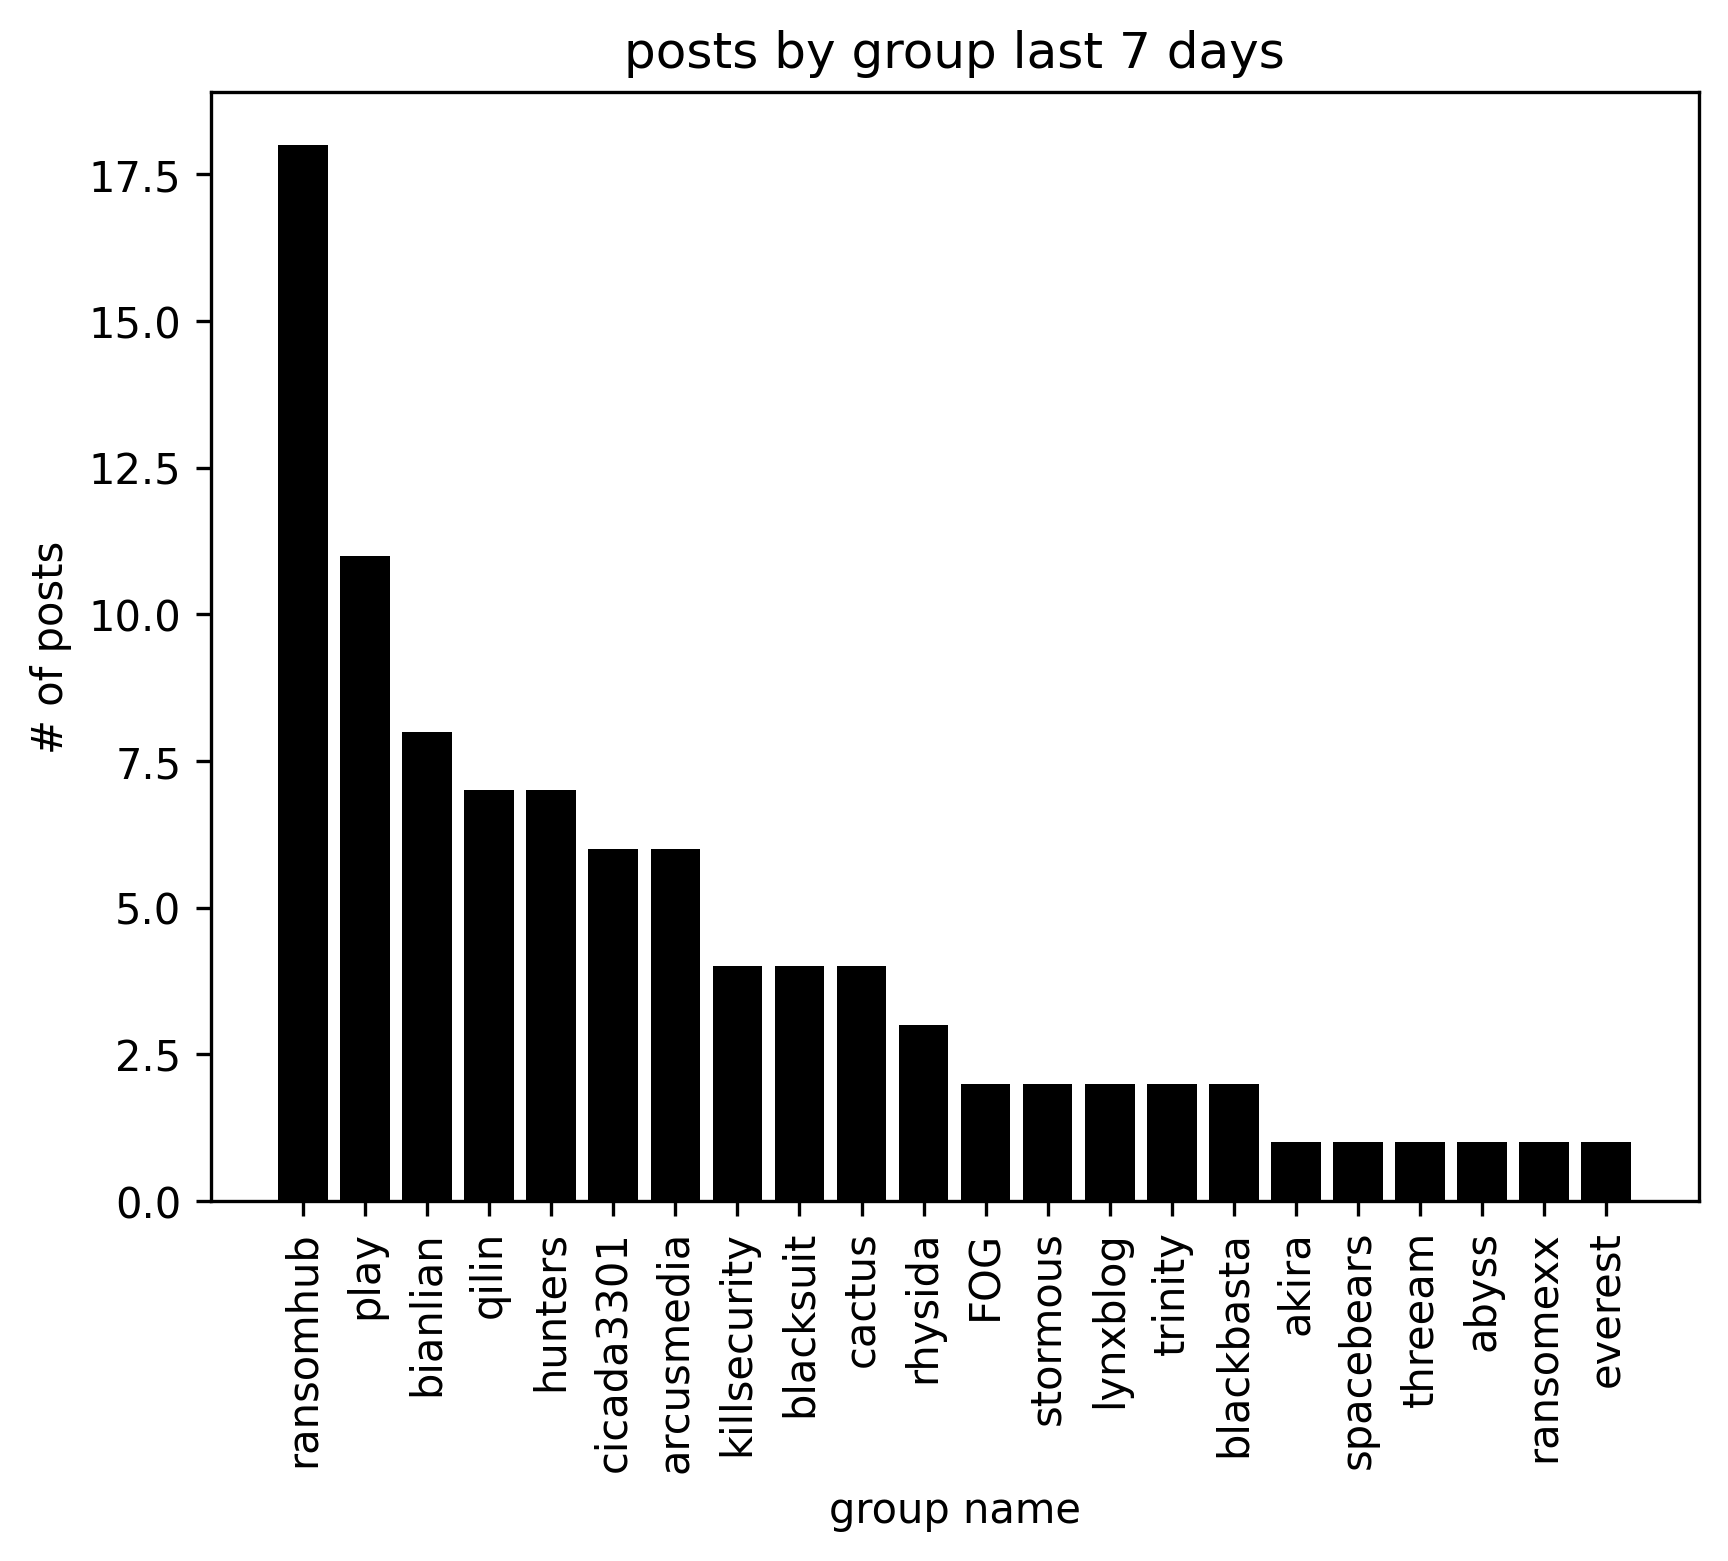 posts by group last 7 days
# of posts
17.5
15.0
12.5
10.0
7.5
5.0
2.5
0.0
ransomhub
play
bianlian
qilin
hunters
cicada3301
arcusmedia
killsecurity
blacksuit
cactus
rhysida
FOG
stormous
lynxblog
trinity
blackbasta
akira
spacebears
threeam
abyss
ransomexx
everest
group name